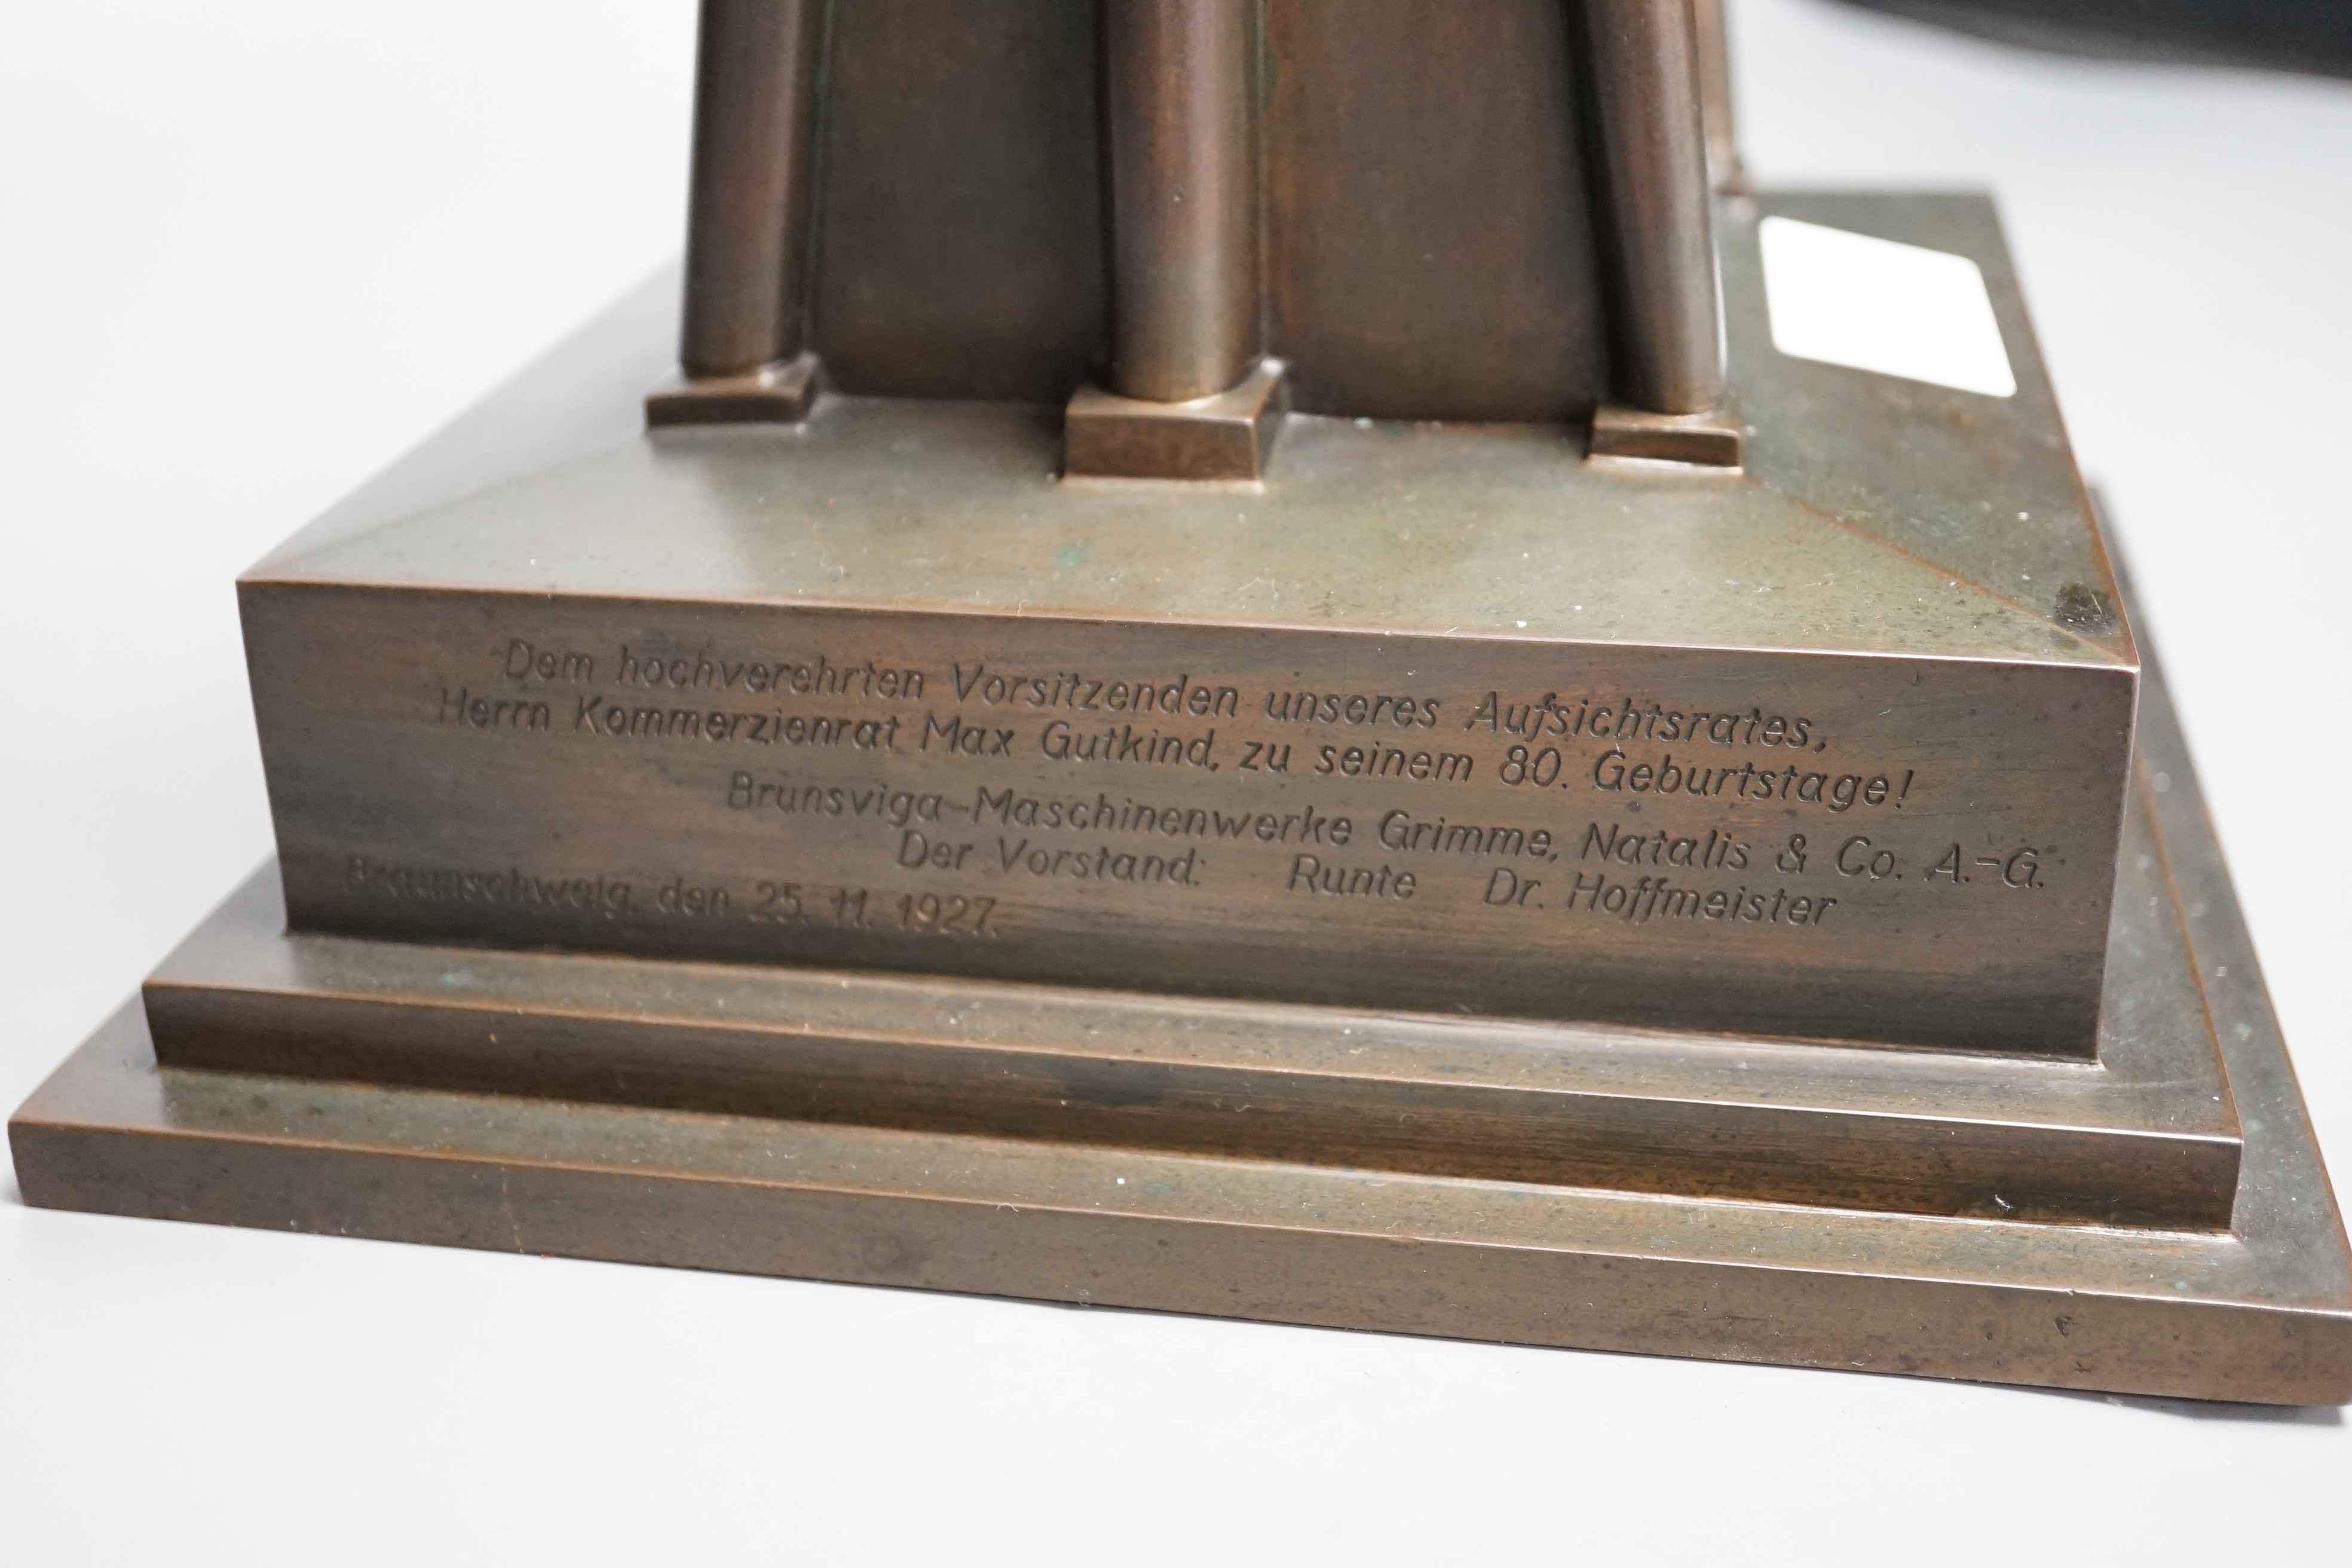 Dem hochverehrten Vorsitzenden unseres Aufsichtsrates,
Herrn Kommerzienrat Max Gutkind, zu seinem 80. Geburtstage!
Brunsviga-Maschinenwerke Grimme, Natalis & Co. A.-G.
Der Vorstand: Runte Dr. Hoffmeister
Braunschweig, den 25. 11. 1927.